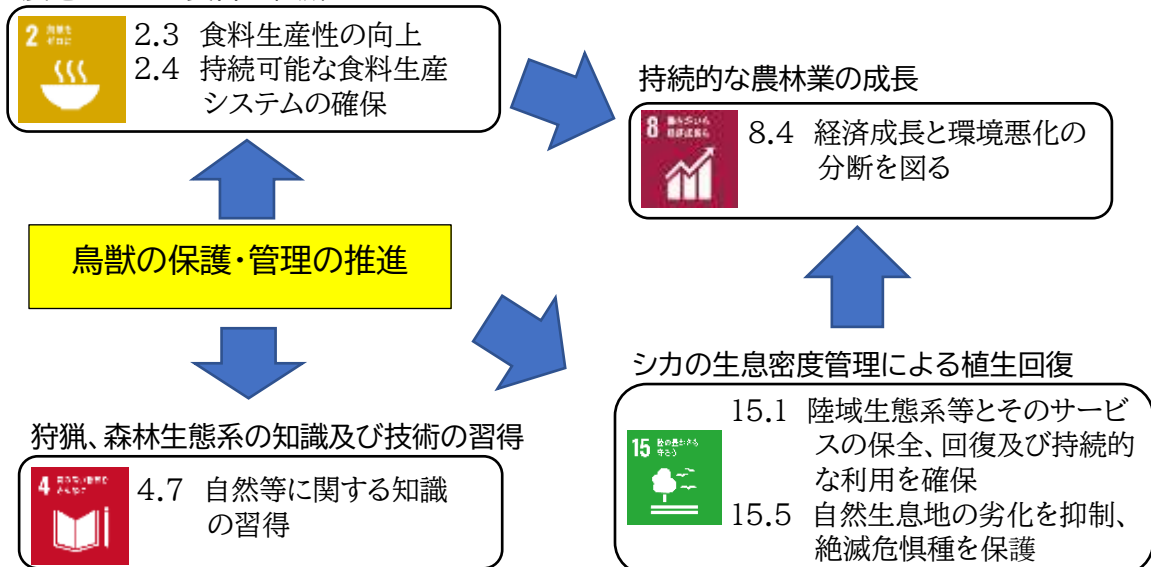 2
2.3 食料生産性の向上
2.4 持続可能な食料生産
システムの確保
持続的な農林業の成長
8
8.4 経済成長と環境悪化の
分断を図る
鳥獣の保護・管理の推進
シカの生息密度管理による植生回復
15
15.1 陸域生態系等とそのサービ
スの保全、回復及び持続的
な利用を確保
15.5 自然生息地の劣化を抑制、
絶滅危惧種を保護
狩猟、森林生態系の知識及び技術の習得
4
4.7 自然等に関する知識
の習得